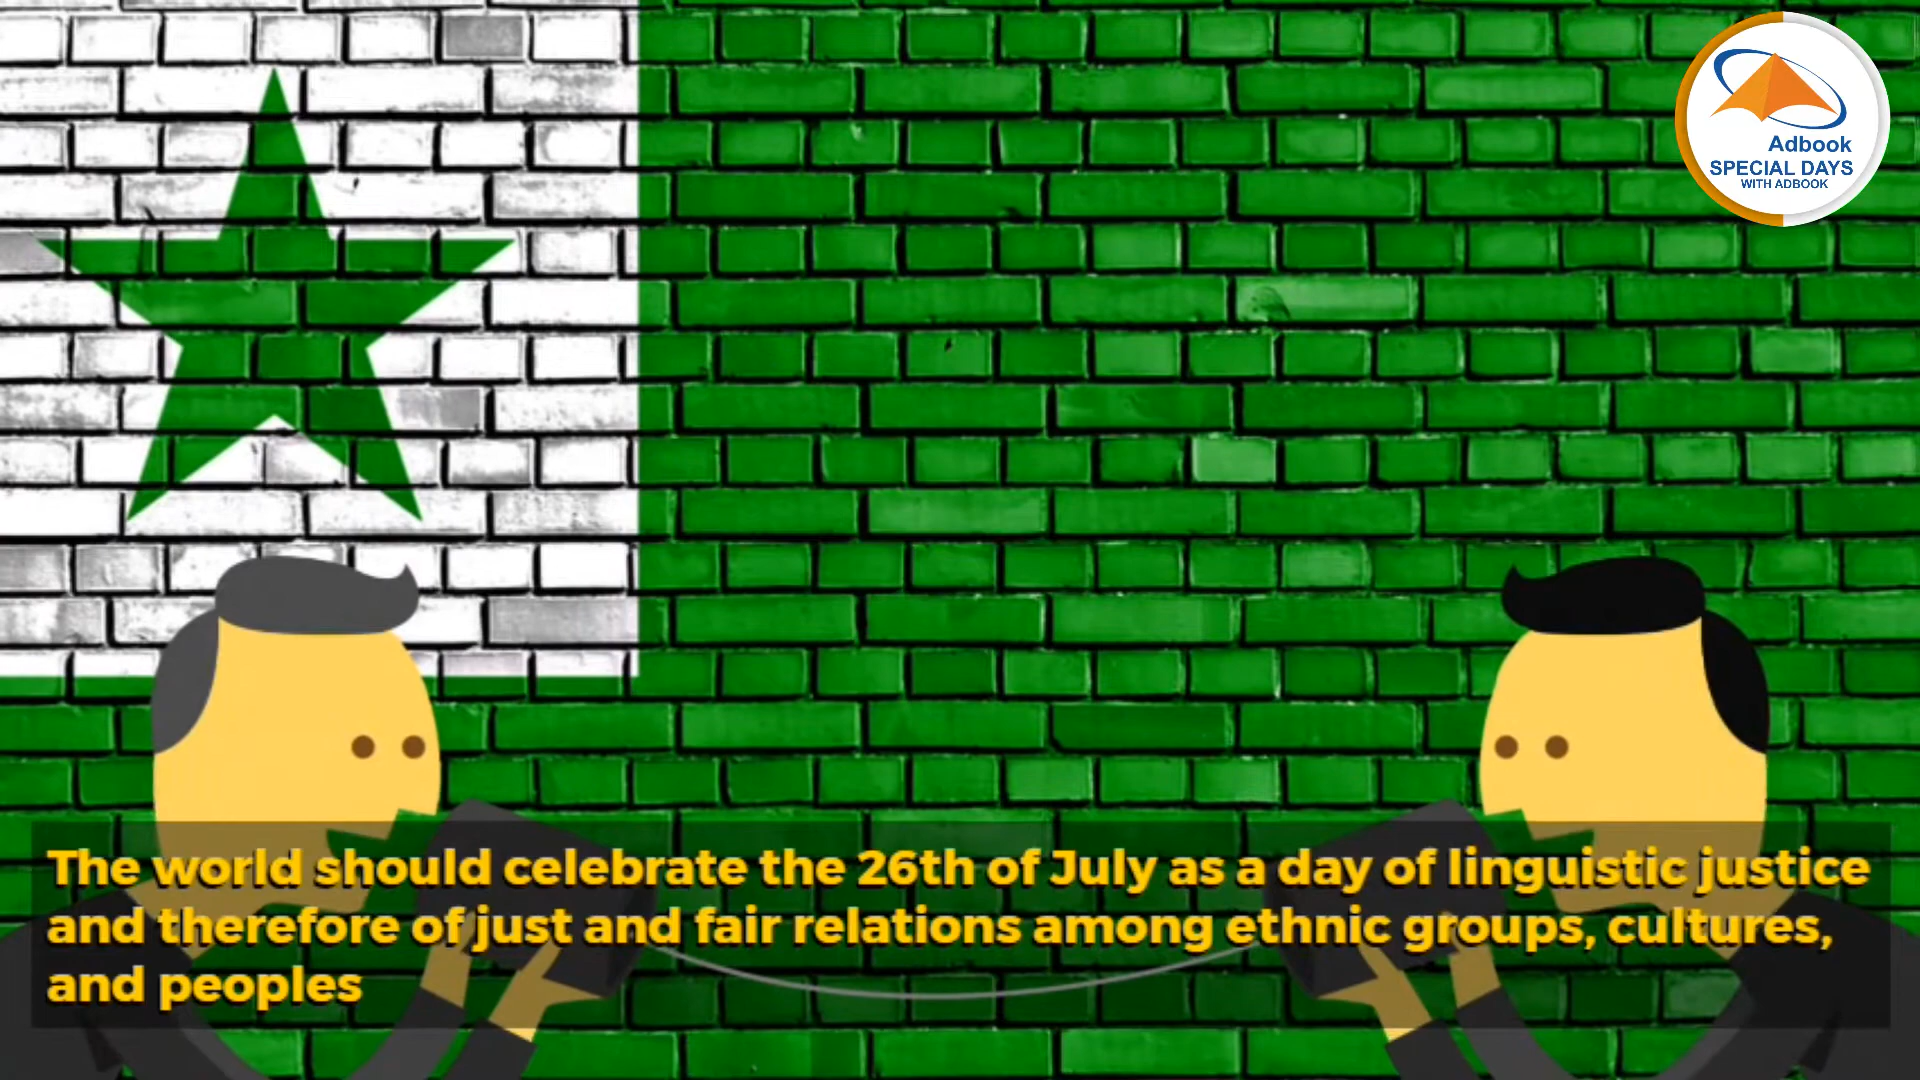 Adbook
SPECIAL DAYS
WITH ADBOOK
The world should celebrate the 26th of July as a day of linguistic justice
and therefore of just and fair relations among ethnic groups, cultures,
and peoples